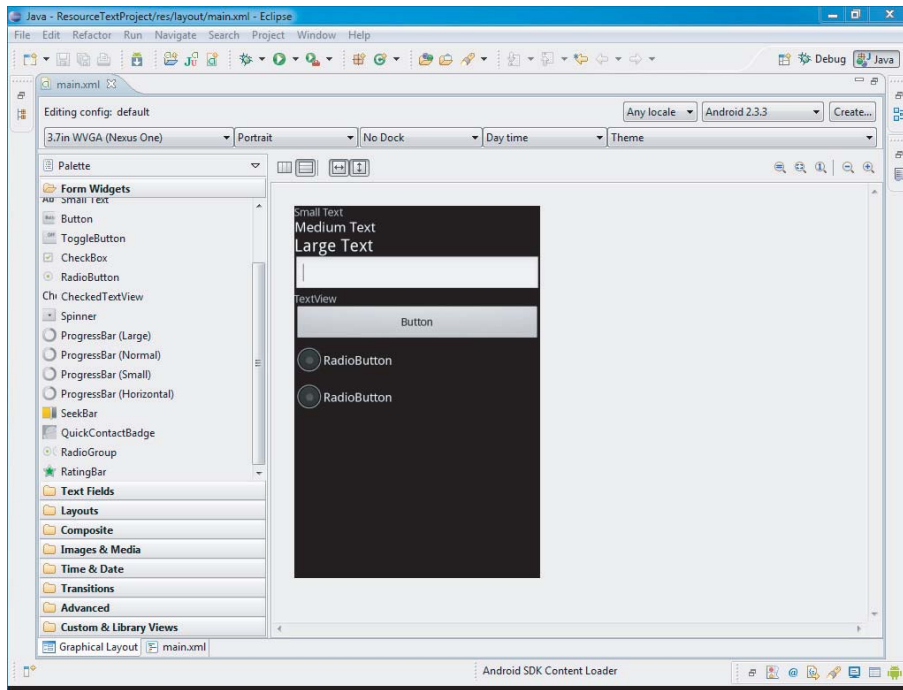 Java - ResourceTextProject/res/layout/main.xml - Eclipse
File Edit Refactor Run Navigate Search Project Window Help
Debug Java
main.xml
Editing config: default
Any locale Android 2.3.3 Create...
3.7in WVGA (Nexus One) Portrait No Dock Day time Theme
Palette
Form Widgets
Small Text
Button
ToggleButton
CheckBox
RadioButton
CheckedTextView
Spinner
ProgressBar (Large)
ProgressBar (Normal)
ProgressBar (Small)
ProgressBar (Horizontal)
SeekBar
QuickContactBadge
RadioGroup
RatingBar
Text Fields
Layouts
Composite
Images & Media
Time & Date
Transitions
Advanced
Custom & Library Views
Small Text
Medium Text
Large Text
TextView
Button
RadioButton
RadioButton
Graphical Layout main.xml
Android SDK Content Loader